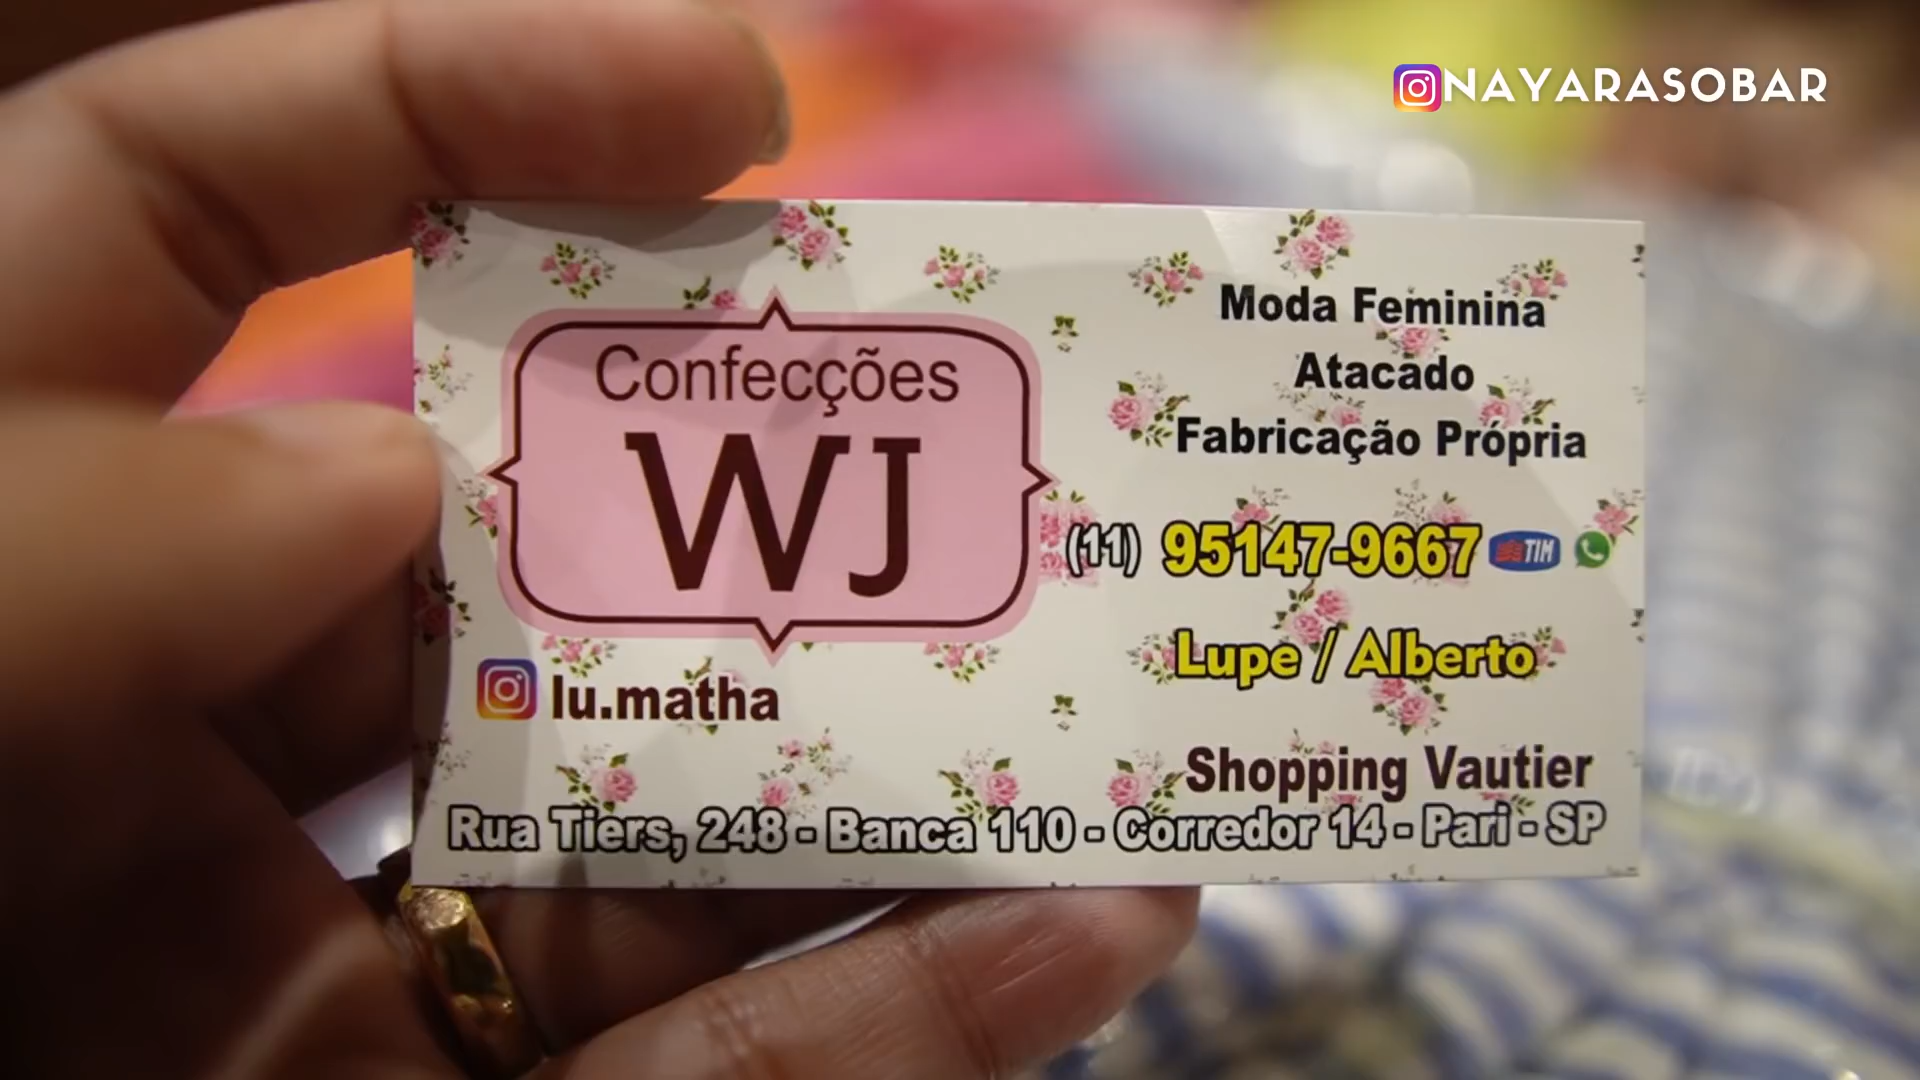 NAYARASOBAR
Confecções
WJ
lu.matha
Moda Feminina
Atacado
Fabricação Própria
(11) 95147-9667 TIM
Lupe / Alberto
Shopping Vautier
Rua Tiers, 248 - Banca 110 - Corredor 14 - Pari - SP